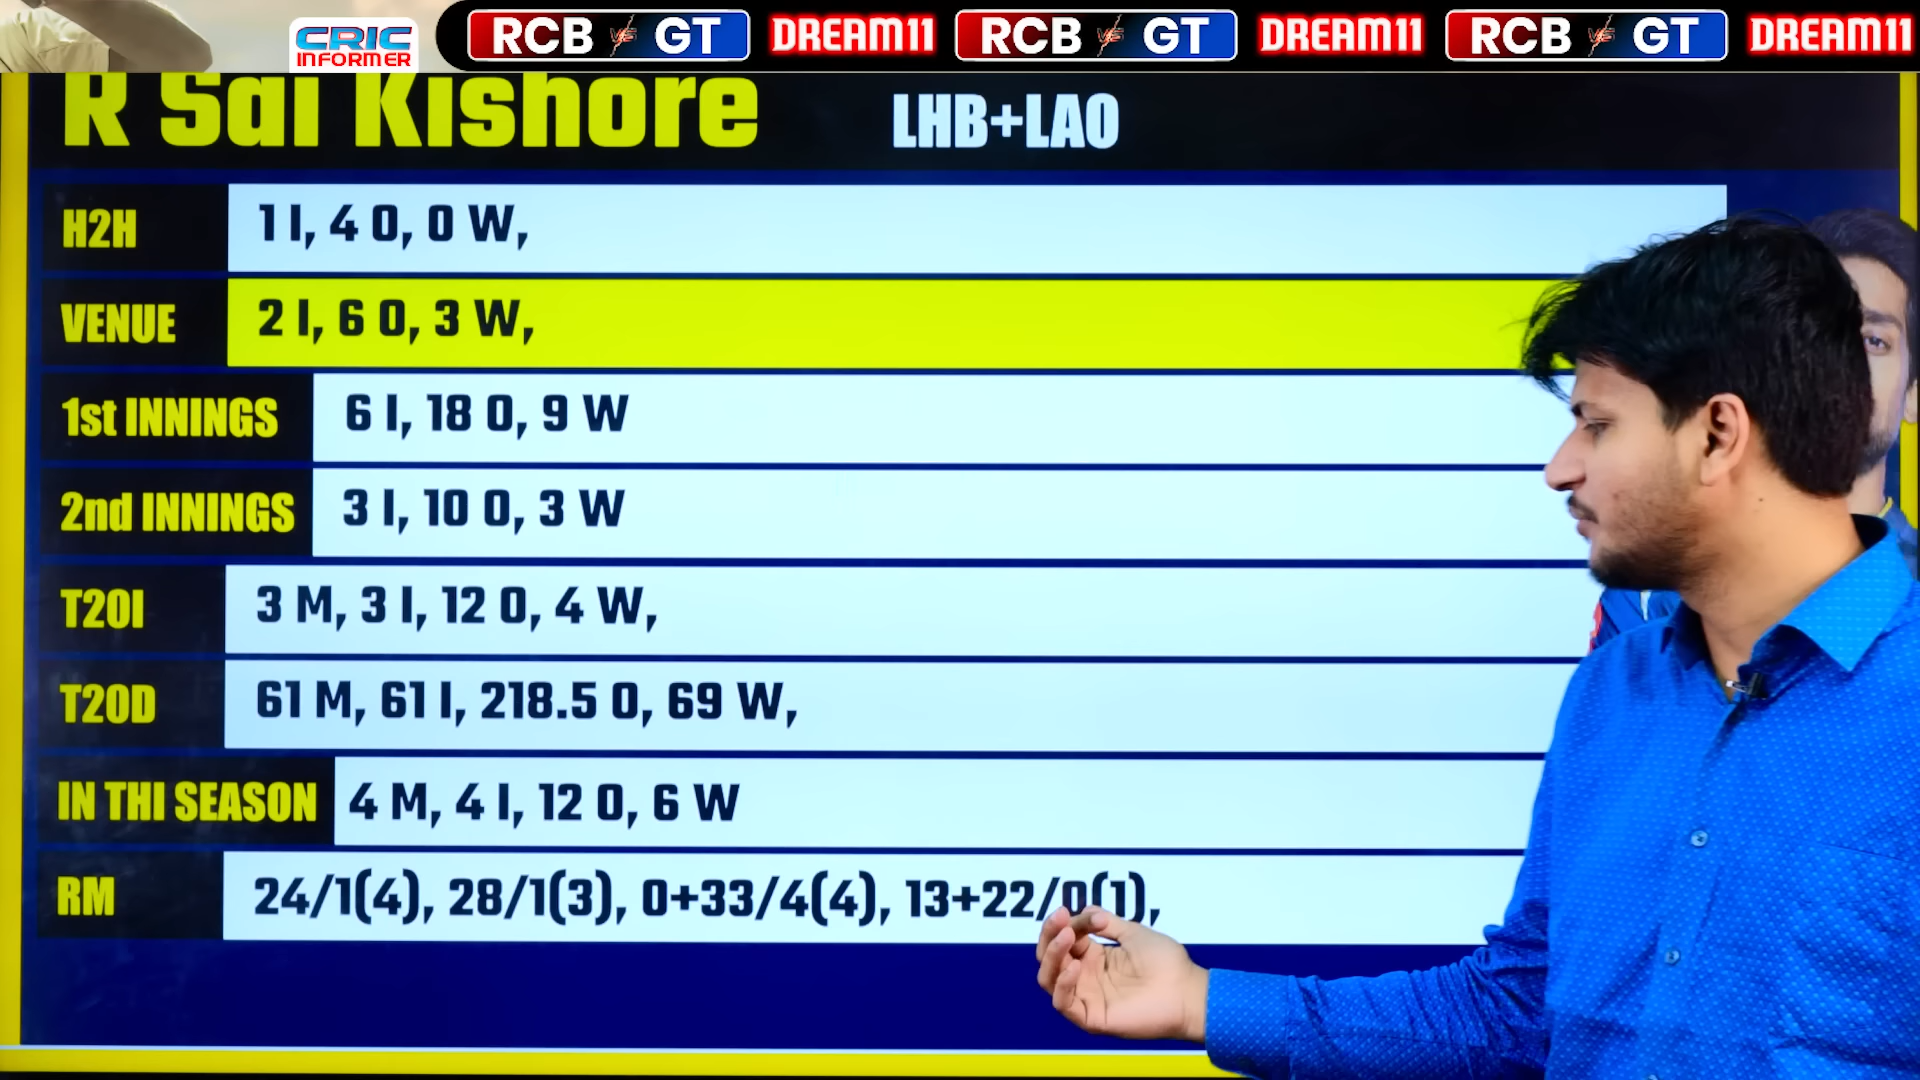 CRIC
INFORMER
RCB VS GT DREAM11 RCB VS GT DREAM11 RCB VS GT DREAM11
R Sai Kishore LHB+LAO
H2H 1 I, 4 O, 0 W,
VENUE 2 I, 6 O, 3 W,
1st INNINGS 6 I, 18 O, 9 W
2nd INNINGS 3 I, 10 O, 3 W
T20I 3 M, 3 I, 12 O, 4 W,
T20D 61 M, 61 I, 218.5 O, 69 W,
IN THI SEASON 4 M, 4 I, 12 O, 6 W
RM 24/1(4), 28/1(3), 0+33/4(4), 13+22/0(1),